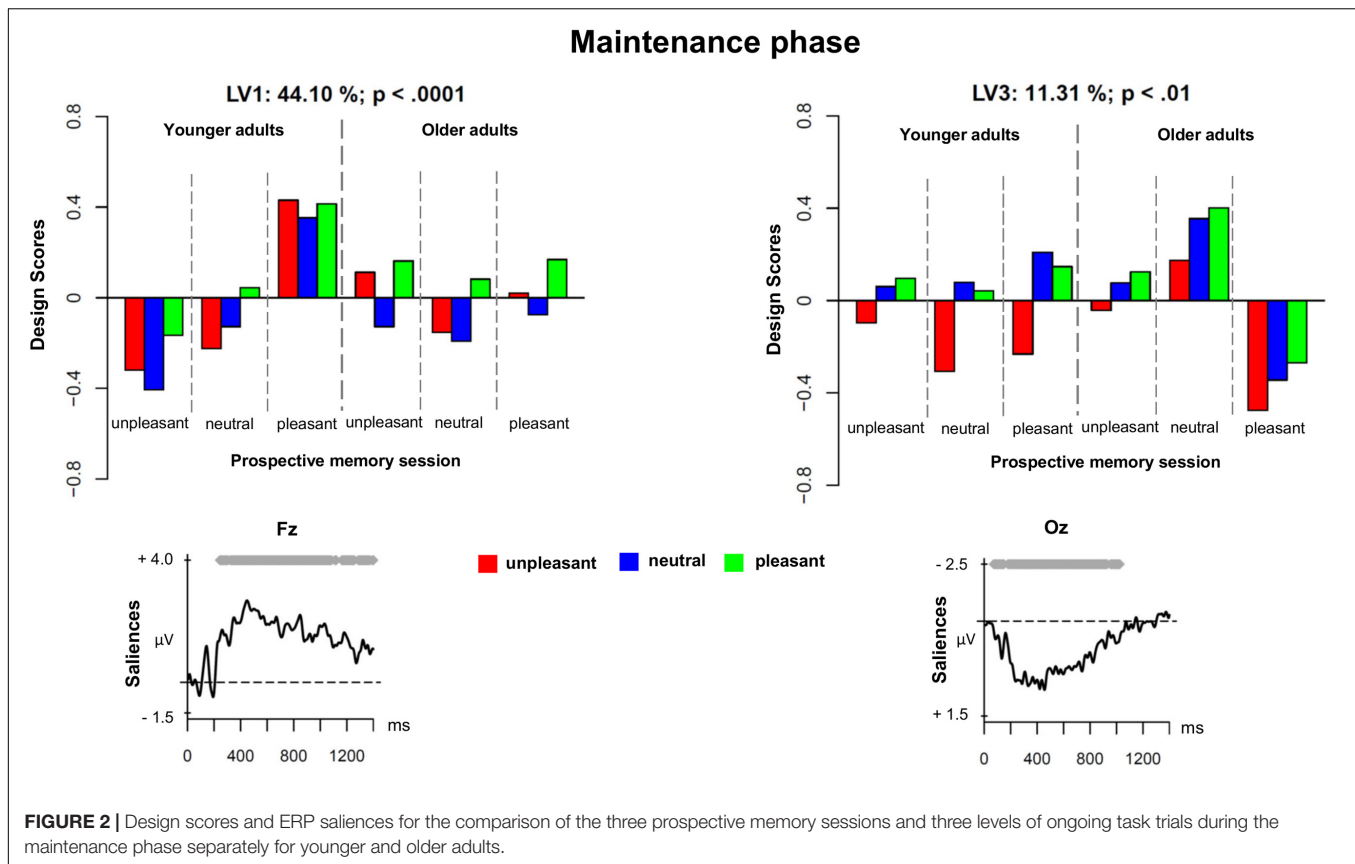 Maintenance phase
LV1: 44.10 %; p < .0001
Younger adults
Older adults
0.8
0.4
0
−0.4
−0.8
Design Scores
unpleasant
neutral
pleasant
unpleasant
neutral
pleasant
Prospective memory session
LV3: 11.31 %; p < .01
Younger adults
Older adults
0.8
0.4
0
−0.4
−0.8
Design Scores
unpleasant
neutral
pleasant
unpleasant
neutral
pleasant
Prospective memory session
Fz
+ 4.0
Saliences
µV
- 1.5
ms
0 400 800 1200
unpleasant neutral pleasant
Oz
- 2.5
Saliences
µV
+ 1.5
ms
0 400 800 1200
FIGURE 2 | Design scores and ERP saliences for the comparison of the three prospective memory sessions and three levels of ongoing task trials during the
maintenance phase separately for younger and older adults.